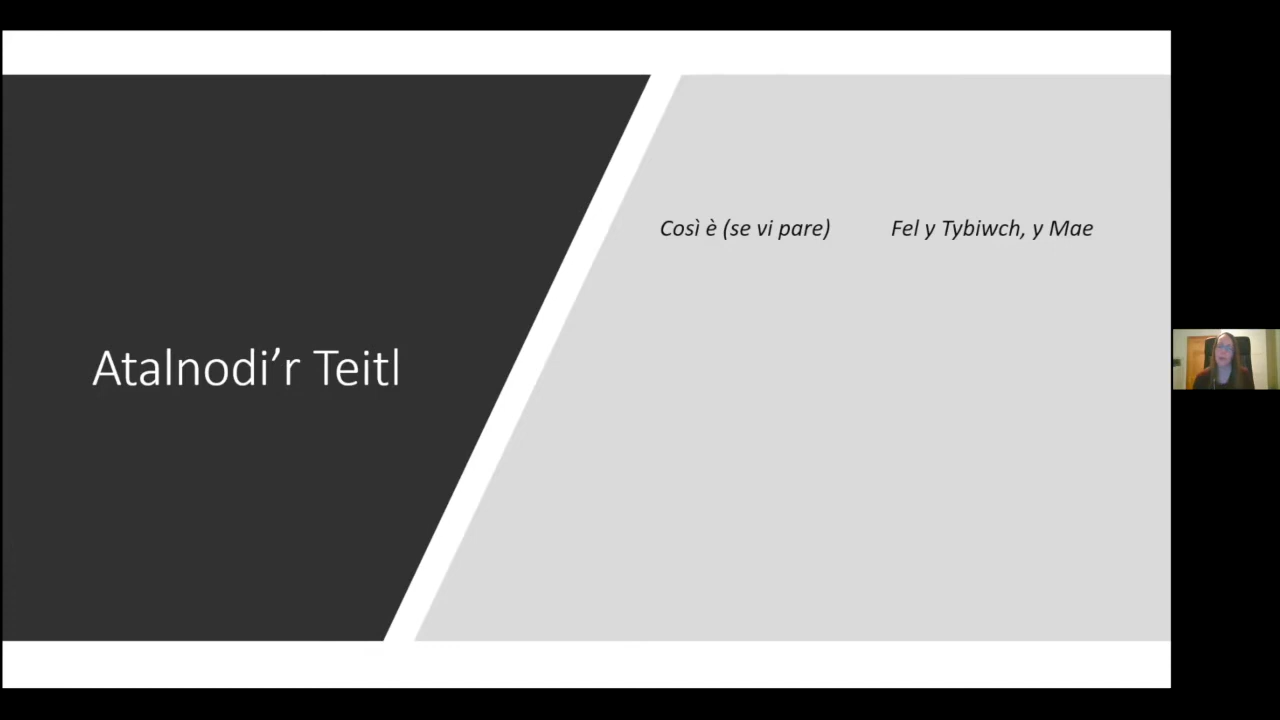 Così è (se vi pare) Fel y Tybiwch, y Mae
Atalnodi’r Teitl